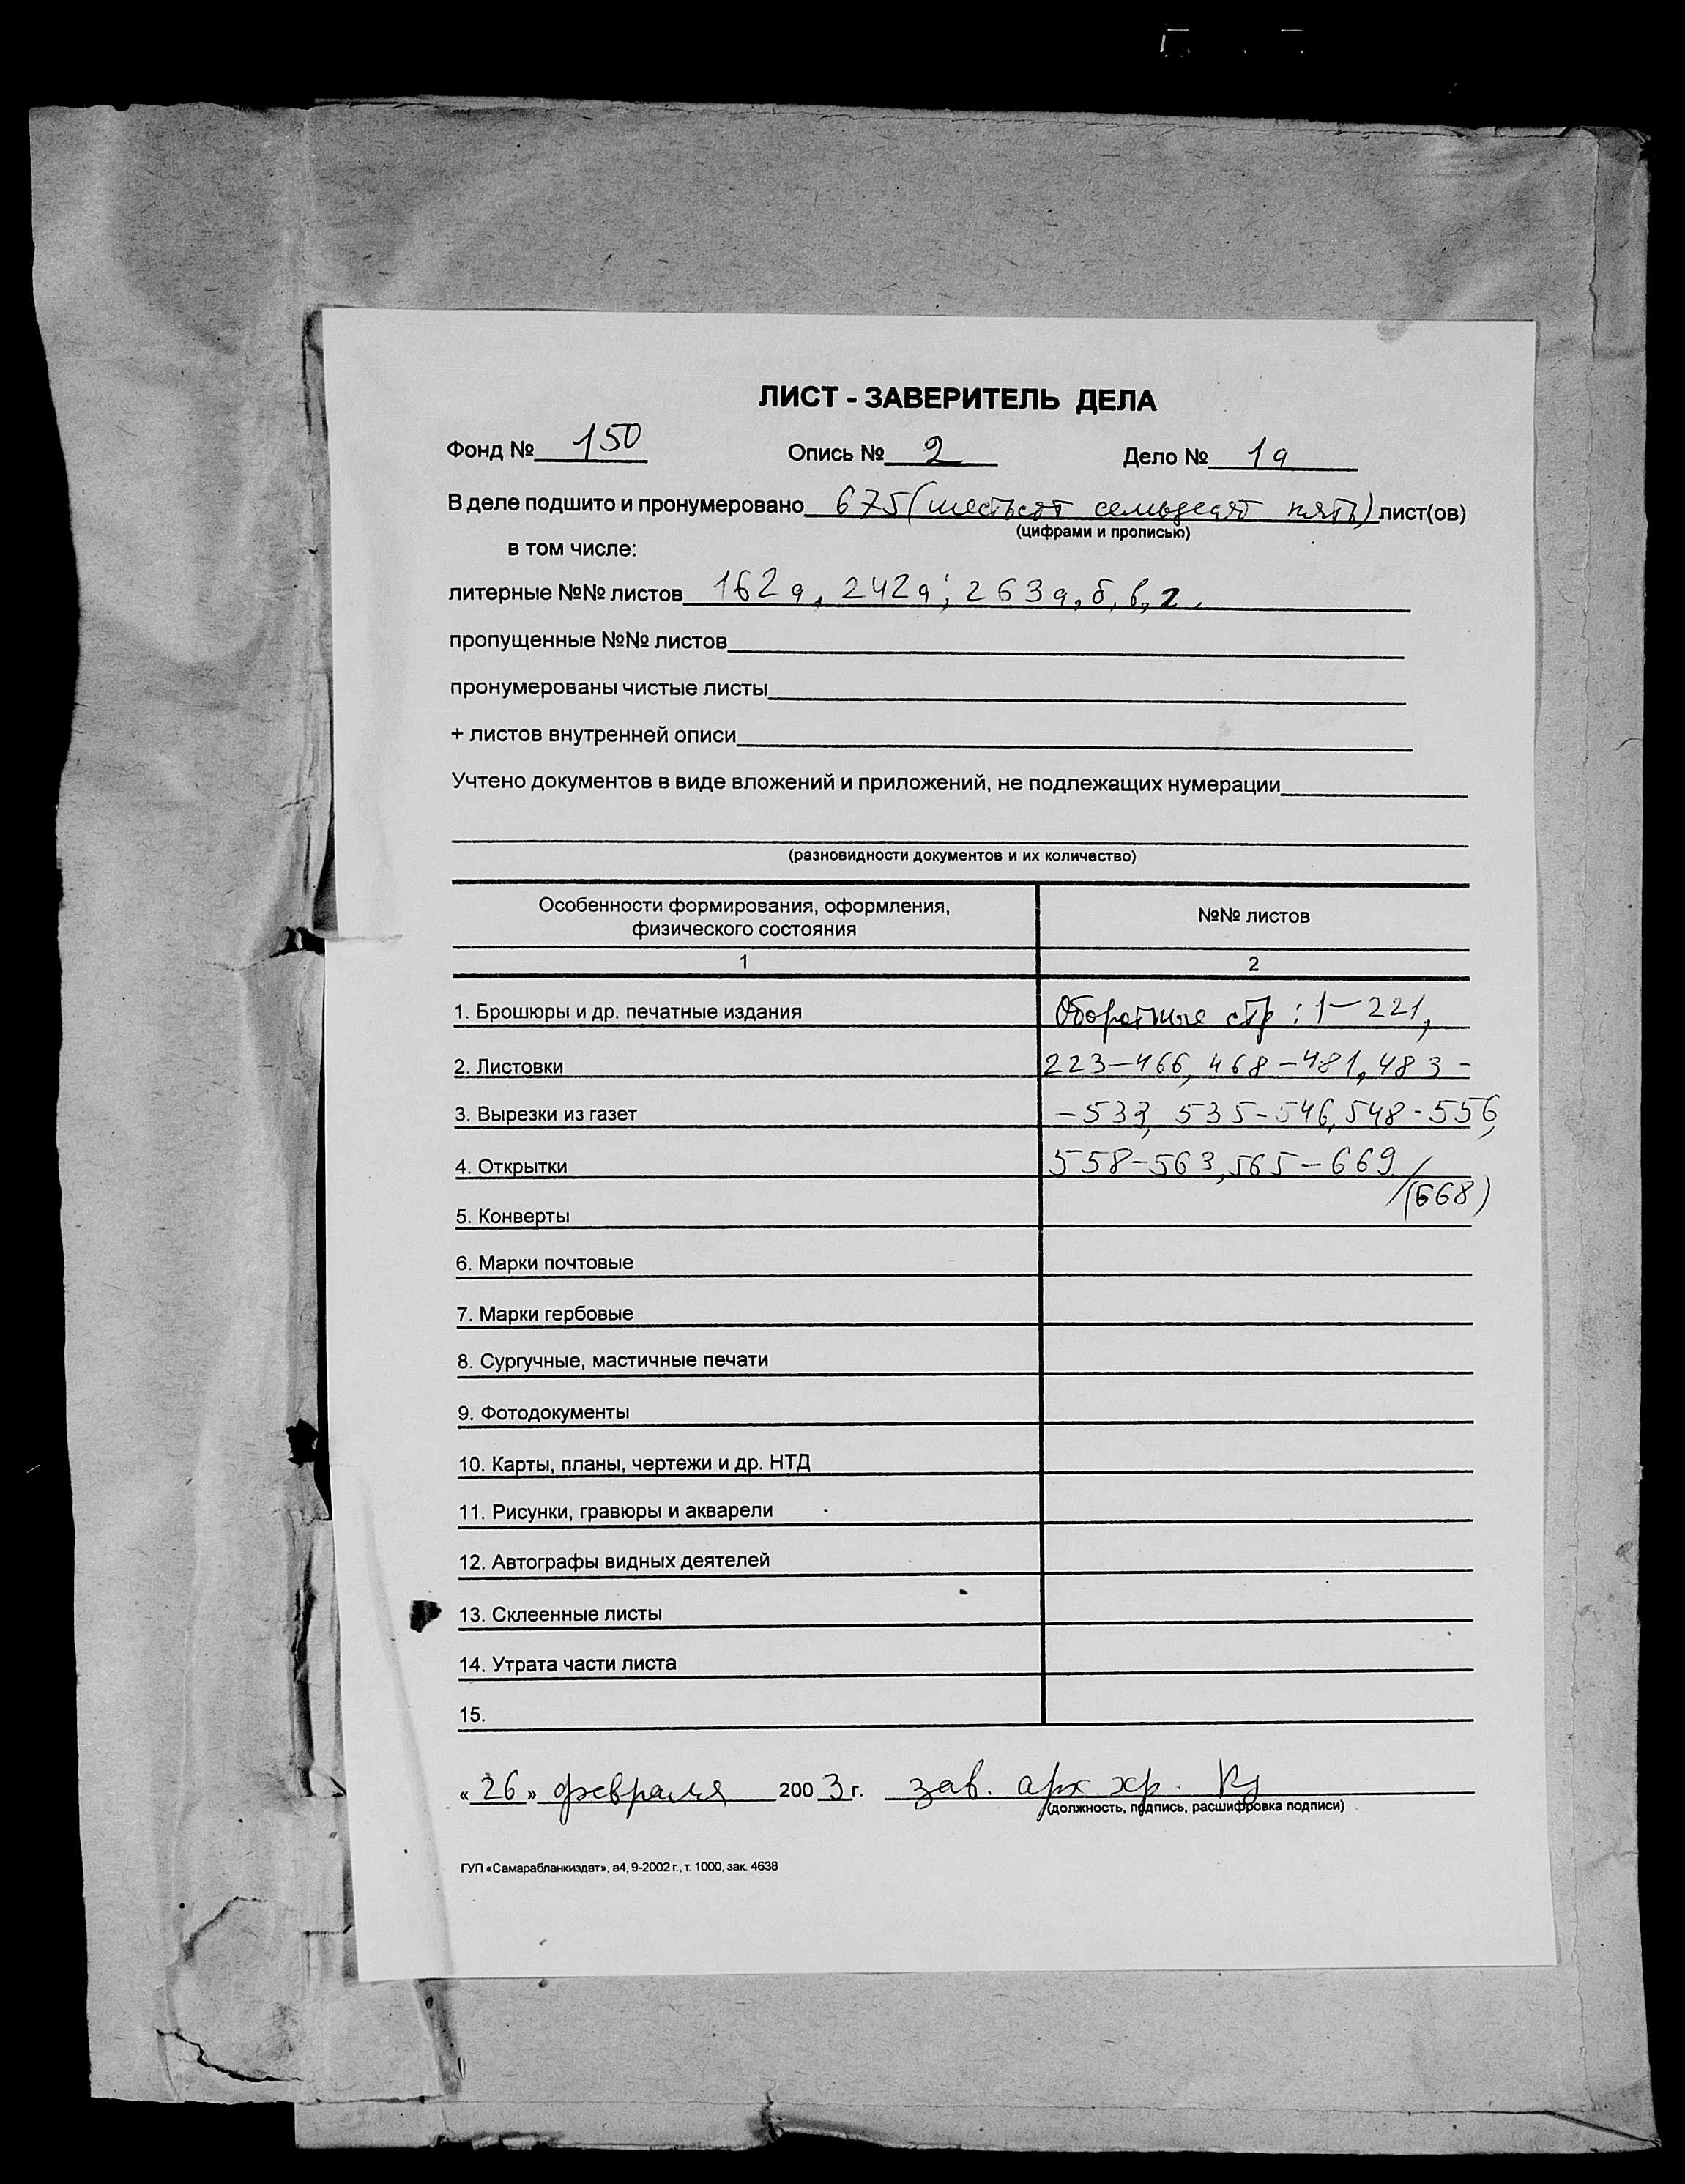 ЛИСТ - ЗАВЕРИТЕЛЬ ДЕЛА
Фонд № 150 Опись № 2 Дело № 1а
В деле подшито и пронумеровано 675 (шестьсот семьдесят пять) лист(ов)
(цифрами и прописью)
в том числе:
литерные №№ листов 162а, 242а; 263а, б, в, г.
пропущенные №№ листов
пронумерованы чистые листы
+ листов внутренней описи
Учтено документов в виде вложений и приложений, не подлежащих нумерации
(разновидности документов и их количество)
Особенности формирования, оформления, №№ листов
физического состояния
1 2
1. Брошюры и др. печатные издания Оборотные стр: 1-221,
2. Листовки 223-466, 468-481, 483-
3. Вырезки из газет -533, 535-546, 548-556,
4. Открытки 558-563, 565-669
(668)
5. Конверты
6. Марки почтовые
7. Марки гербовые
8. Сургучные, мастичные печати
9. Фотодокументы
10. Карты, планы, чертежи и др. НТД
11. Рисунки, гравюры и акварели
12. Автографы видных деятелей
13. Склеенные листы
14. Утрата части листа
15.
«26» февраля 2003 г. зав. арх. хр.
(должность, подпись, расшифровка подписи)
ГУП «Самарабланкиздат», а4, 9-2002 г., т. 1000, зак. 4638